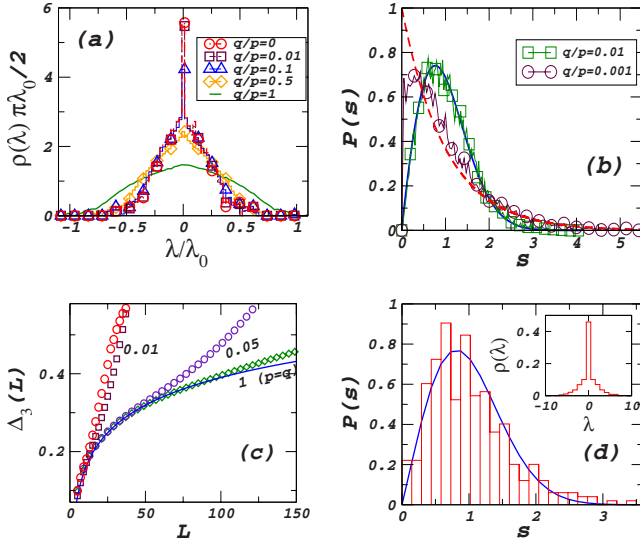 (a)
q/p=0
q/p=0.01
q/p=0.1
q/p=0.5
q/p=1
6
4
2
0
ρ(λ) πλ₀/2
-1 -0.5 0 0.5 1
λ/λ₀
1
0.8
0.6
0.4
0.2
0
P(s)
q/p=0.01
q/p=0.001
(b)
0 1 2 3 4 5
s
0.4
0.2
Δ₃(L)
0.01
0.05
1 (p=q)
(c)
0 50 100 150
L
1
0.8
0.6
0.4
0.2
0
P(s)
0.4
0.2
0
ρ(λ)
-10 0 10
λ
(d)
0 1 2 3
s